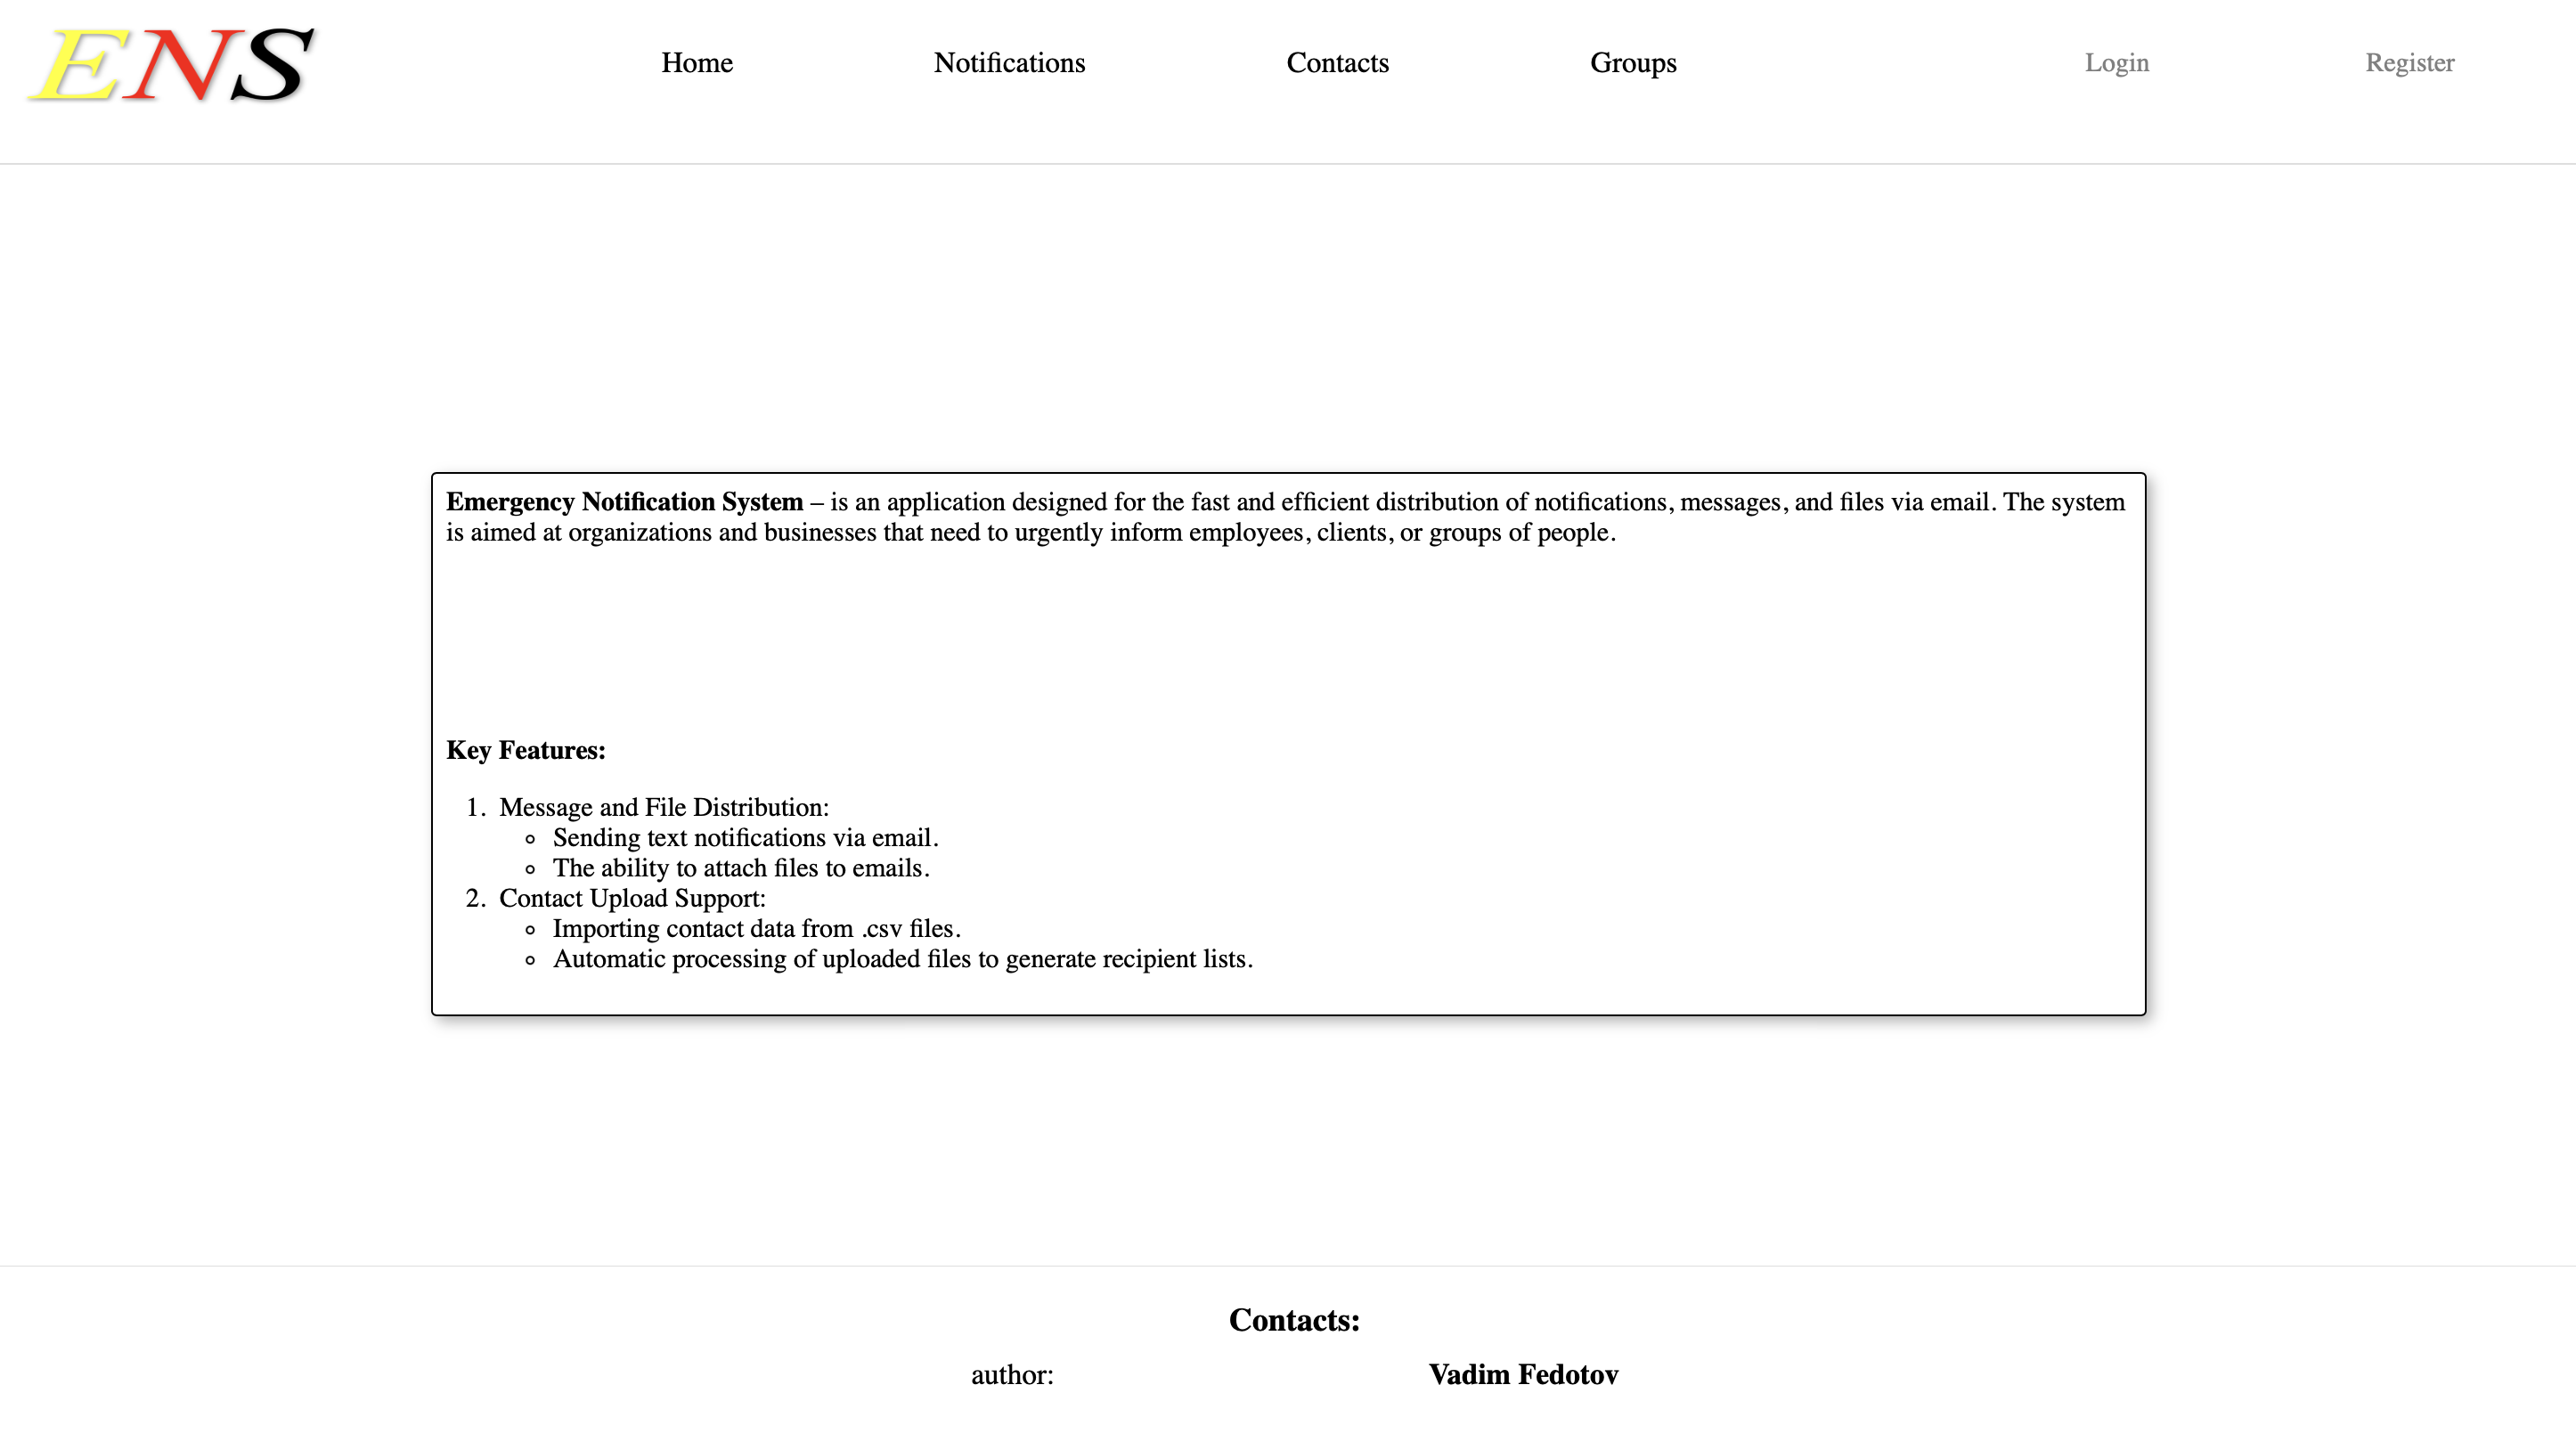 ENS
Home Notifications Contacts Groups Login Register
Emergency Notification System – is an application designed for the fast and efficient distribution of notifications, messages, and files via email. The system
is aimed at organizations and businesses that need to urgently inform employees, clients, or groups of people.
Key Features:
1. Message and File Distribution:
◦ Sending text notifications via email.
◦ The ability to attach files to emails.
2. Contact Upload Support:
◦ Importing contact data from .csv files.
◦ Automatic processing of uploaded files to generate recipient lists.
Contacts:
author: Vadim Fedotov